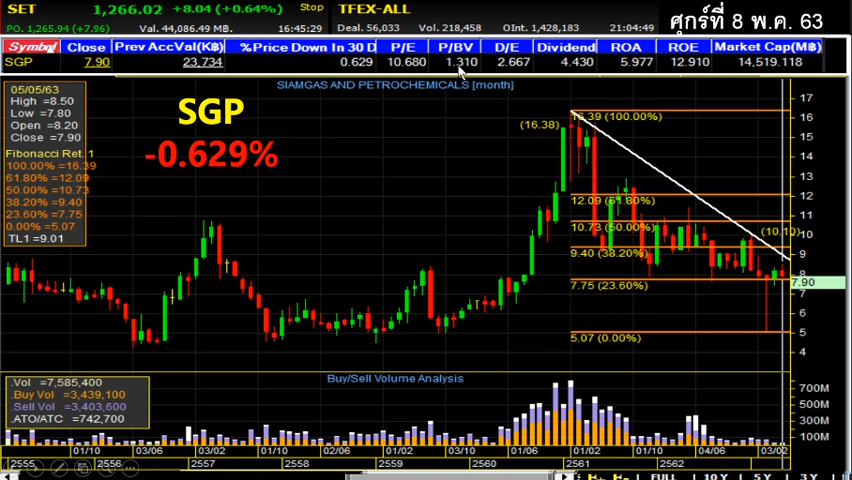 SET 1,266.02 +8.04 (+0.64%) Stop TFEX-ALL
PO. 1,265.94 (+7.96) Val. 44,086.49 MB. 16:45:29 Deal. 56,033 Vol. 218,458 OInt. 1,428,183 21:04:49
ศุกร์ที่ 8 พ.ค. 63
Symbol Close Prev AccVal(K฿) %Price Down In 30 D P/E P/BV D/E Dividend ROA ROE Market Cap(M฿)
SGP 7.90 23,734 0.629 10.680 1.310 2.667 4.430 5.977 12.910 14,519.118
SIAMGAS AND PETROCHEMICALS [month]
05/05/63
High =8.50
Low =7.80
Open =8.20
Close =7.90
Fibonacci Ret. 1
100.00% =16.39
61.80% =12.09
50.00% =10.73
38.20% =9.40
23.60% =7.75
0.00% =5.07
TL1 =9.01
SGP
-0.629%
(16.38)
16.39 (100.00%)
12.09 (61.80%)
10.73 (50.00%)
(10.10)
9.40 (38.20%)
7.75 (23.60%)
5.07 (0.00%)
17
16
15
14
13
12
11
10
9
8
7.90
7
6
5
4
Buy/Sell Volume Analysis
.Vol =7,585,400
.Buy Vol =3,439,100
.Sell Vol =3,403,600
.ATO/ATC =742,700
700M
500M
300M
100M
01/10 03/06 03/02 02/06 01/02 03/10 01/06 01/02 01/10 04/06 03/02
2555 2556 2557 2558 2559 2560 2561 2562
FULL 10 Y 5 Y 3 Y